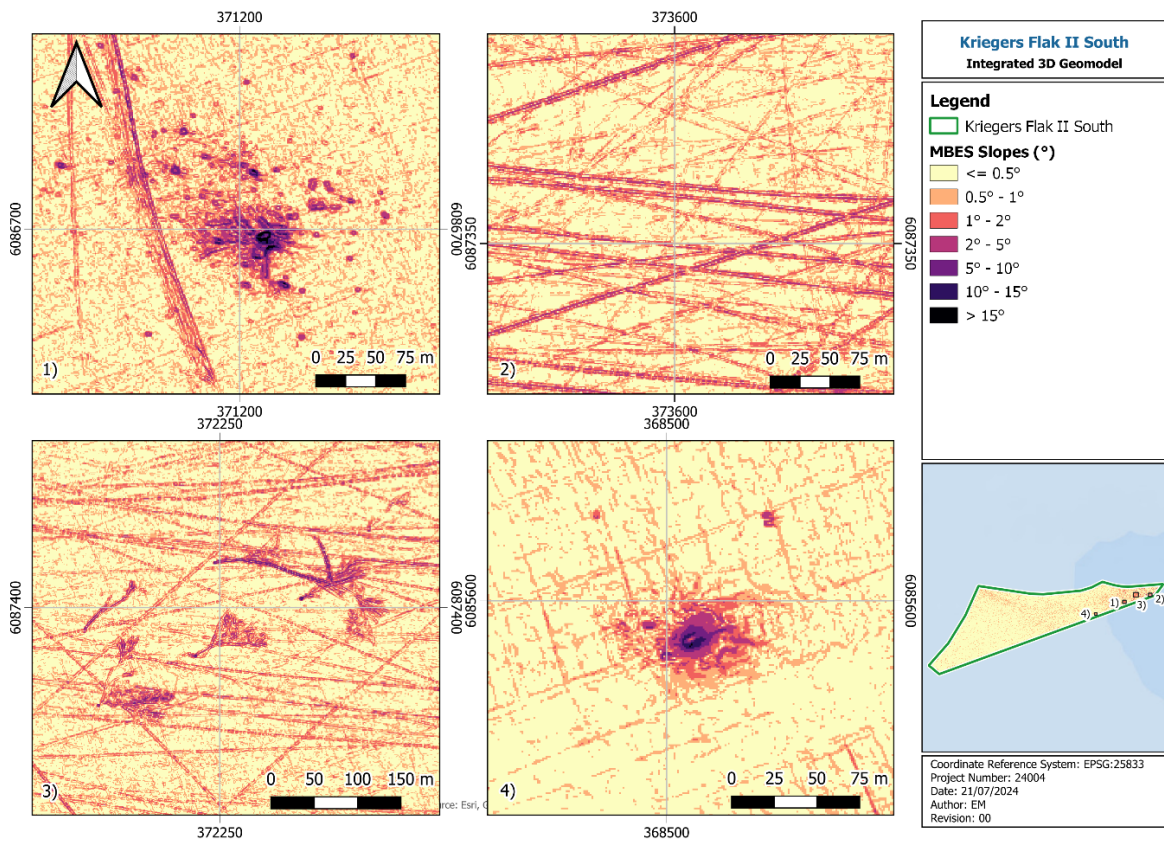 371200
373600
6086700
6086700
6087350
6087350
0 25 50 75 m
1)
0 25 50 75 m
2)
371200
373600
372250
368500
6087400
6087400
6085600
6085600
0 50 100 150 m
3)
rce: Esri,
0 25 50 75 m
4)
372250
368500
Kriegers Flak II South
Integrated 3D Geomodel
Legend
Kriegers Flak II South
MBES Slopes (°)
<= 0.5°
0.5° - 1°
1° - 2°
2° - 5°
5° - 10°
10° - 15°
> 15°
4)
1)
3)
2)
Coordinate Reference System: EPSG:25833
Project Number: 24004
Date: 21/07/2024
Author: EM
Revision: 00